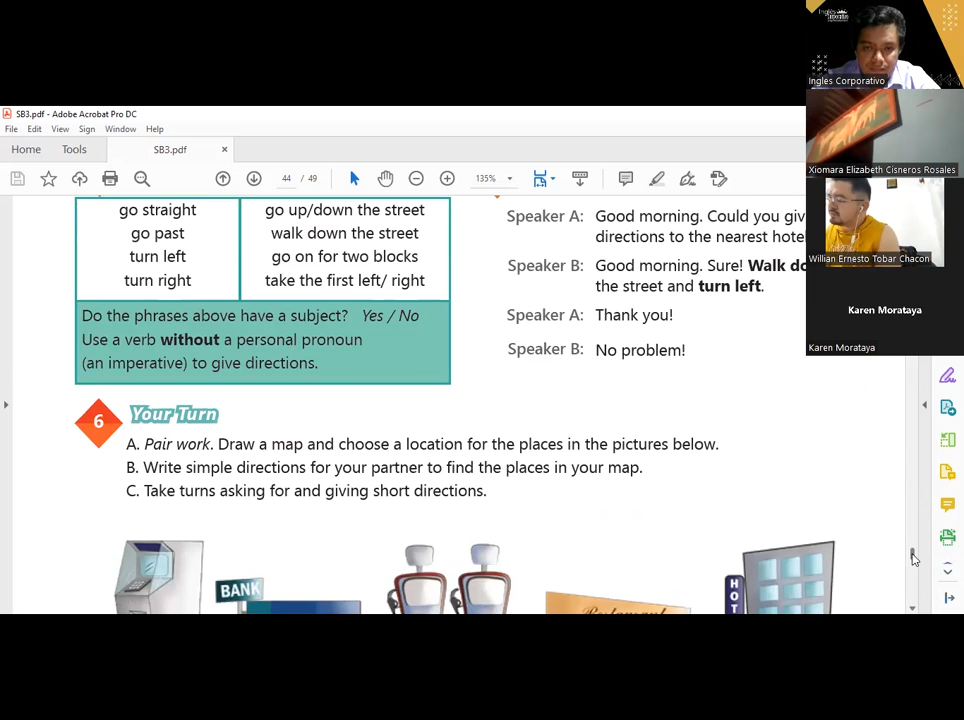 SB3.pdf - Adobe Acrobat Pro DC
File Edit View Sign Window Help
Home Tools SB3.pdf ×
44 / 49 135%
go straight
go past
turn left
turn right
go up/down the street
walk down the street
go on for two blocks
take the first left/ right
Do the phrases above have a subject? Yes / No
Use a verb without a personal pronoun
(an imperative) to give directions.
Speaker A: Good morning. Could you giv
directions to the nearest hote
Speaker B: Good morning. Sure! Walk do
the street and turn left.
Speaker A: Thank you!
Speaker B: No problem!
6 Your Turn
A. Pair work. Draw a map and choose a location for the places in the pictures below.
B. Write simple directions for your partner to find the places in your map.
C. Take turns asking for and giving short directions.
BANK
Restaurant
HOT
Inglés
Corporativo
Ingles Corporativo
Xiomara Elizabeth Cisneros Rosales
Willian Ernesto Tobar Chacon
Karen Morataya
Karen Morataya